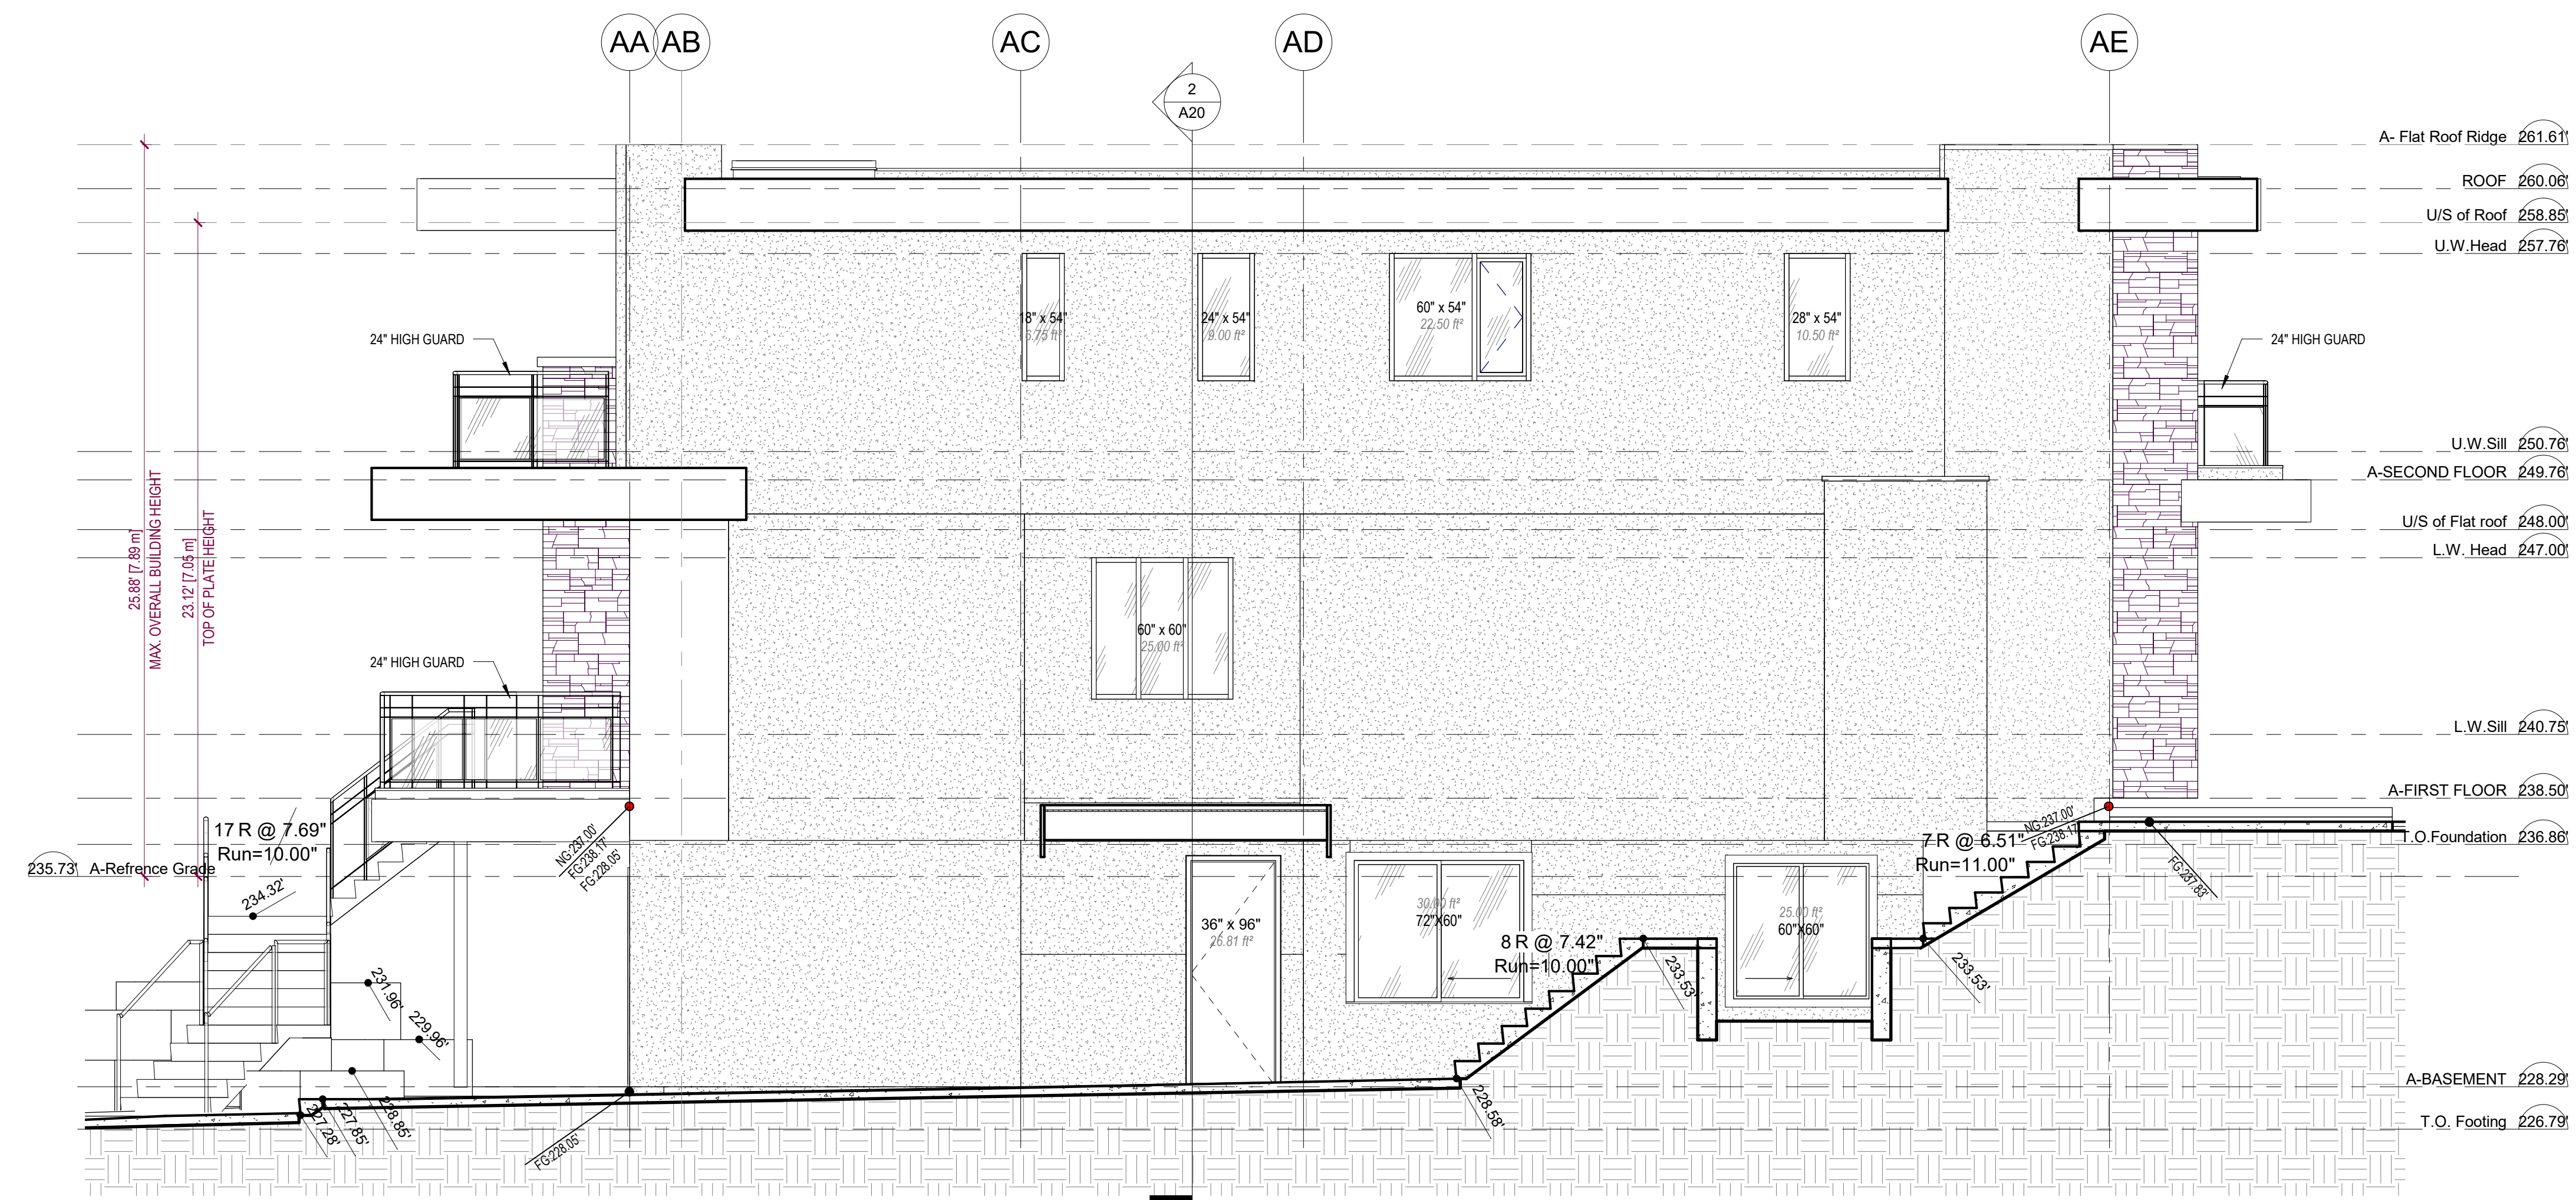 AA
AB
AC
AD
AE
2
A20
A- Flat Roof Ridge 261.61'
ROOF 260.06'
U/S of Roof 258.85'
U.W.Head 257.76'
18" x 54"
6.75 ft²
24" x 54"
9.00 ft²
60" x 54"
22.50 ft²
28" x 54"
10.50 ft²
24" HIGH GUARD
24" HIGH GUARD
U.W.Sill 250.76'
A-SECOND FLOOR 249.76'
U/S of Flat roof 248.00'
L.W. Head 247.00'
25.88' [7.89 m]
MAX. OVERALL BUILDING HEIGHT
23.12' [7.05 m]
TOP OF PLATE HEIGHT
60" x 60"
25.00 ft²
24" HIGH GUARD
L.W.Sill 240.75'
A-FIRST FLOOR 238.50'
17 R @ 7.69"
Run=10.00"
NG:237.00'
FG:238.17'
FG:228.05'
NG:237.00'
FG:238.17'
7 R @ 6.51"
Run=11.00"
T.O.Foundation 236.86'
FG:237.83'
235.73' A-Refrence Grade
234.32'
36" x 96"
26.81 ft²
30.00 ft²
72"X60"
25.00 ft²
60"X60"
8 R @ 7.42"
Run=10.00"
233.53'
233.53'
231.96'
229.96'
A-BASEMENT 228.29'
227.28'
227.85'
228.85'
FG:228.05'
228.58'
T.O. Footing 226.79'